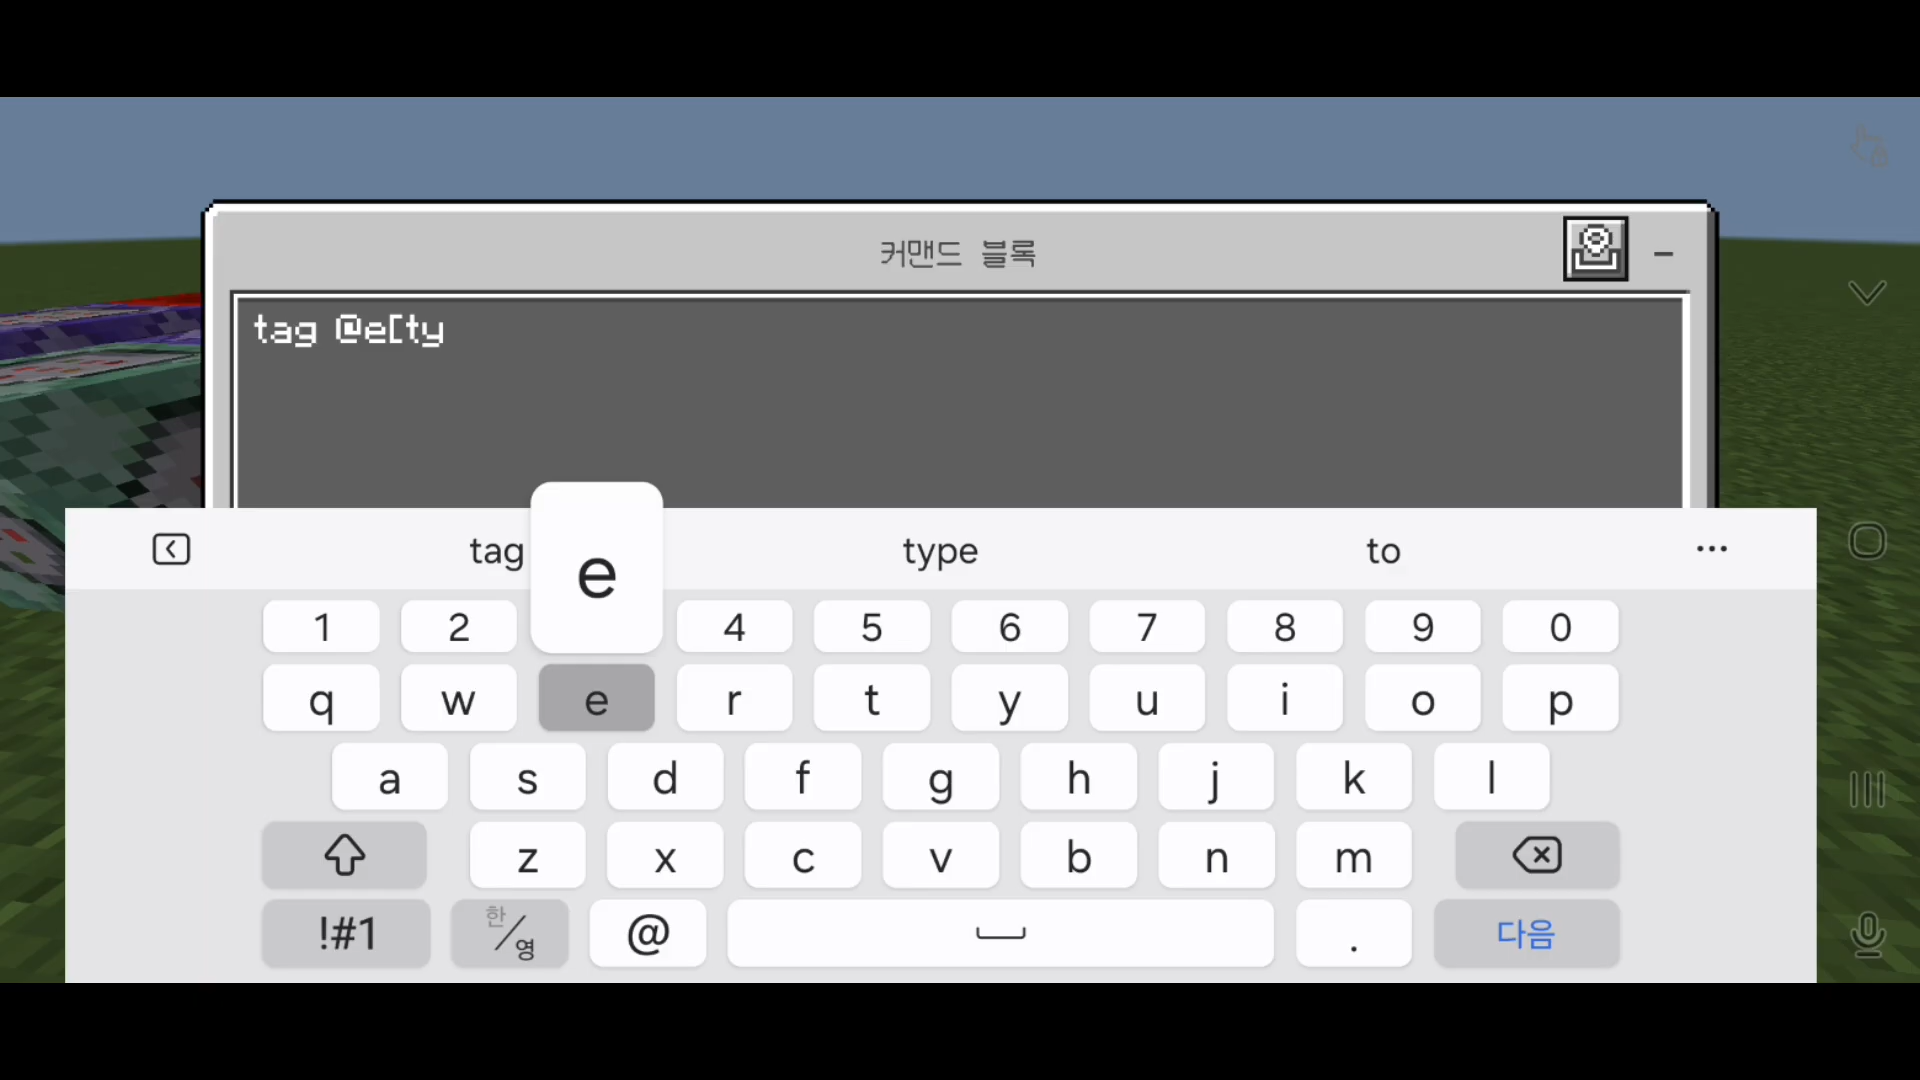 커맨드 블록
tag @e[ty
tag type to
e
1 2 4 5 6 7 8 9 0
q w e r t y u i o p
a s d f g h j k l
z x c v b n m
!#1 한/영 @ . 다음